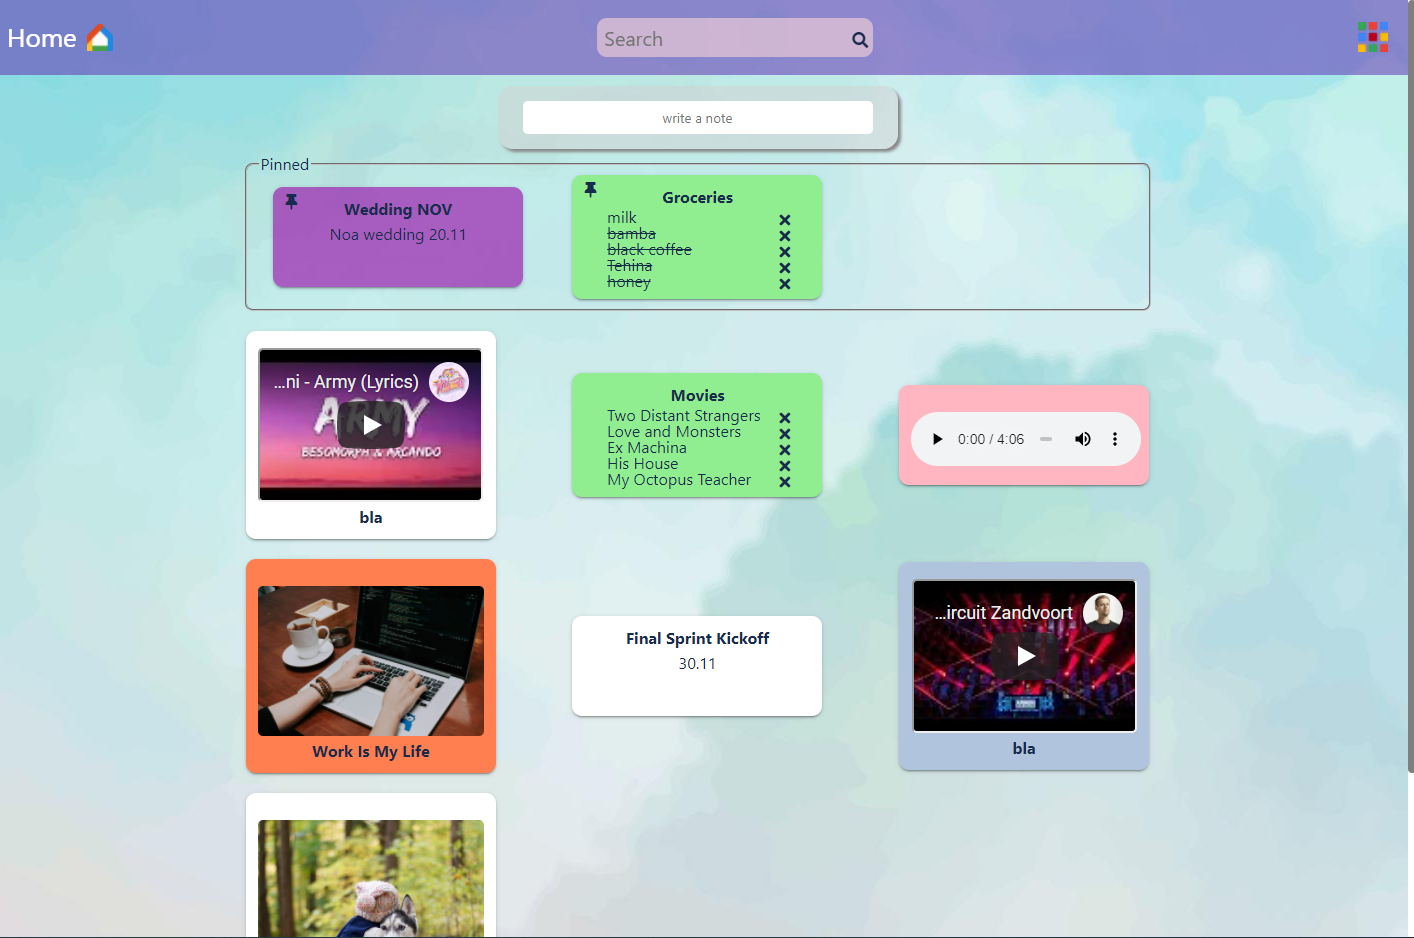 Home
Search
write a note
Pinned
Wedding NOV
Noa wedding 20.11
Groceries
milk
bamba
black coffee
Tehina
honey
...ni - Army (Lyrics)
ARMY
BESOMORPH & ARCANDO
bla
Movies
Two Distant Strangers
Love and Monsters
Ex Machina
His House
My Octopus Teacher
0:00 / 4:06
Work Is My Life
Final Sprint Kickoff
30.11
...ircuit Zandvoort
bla